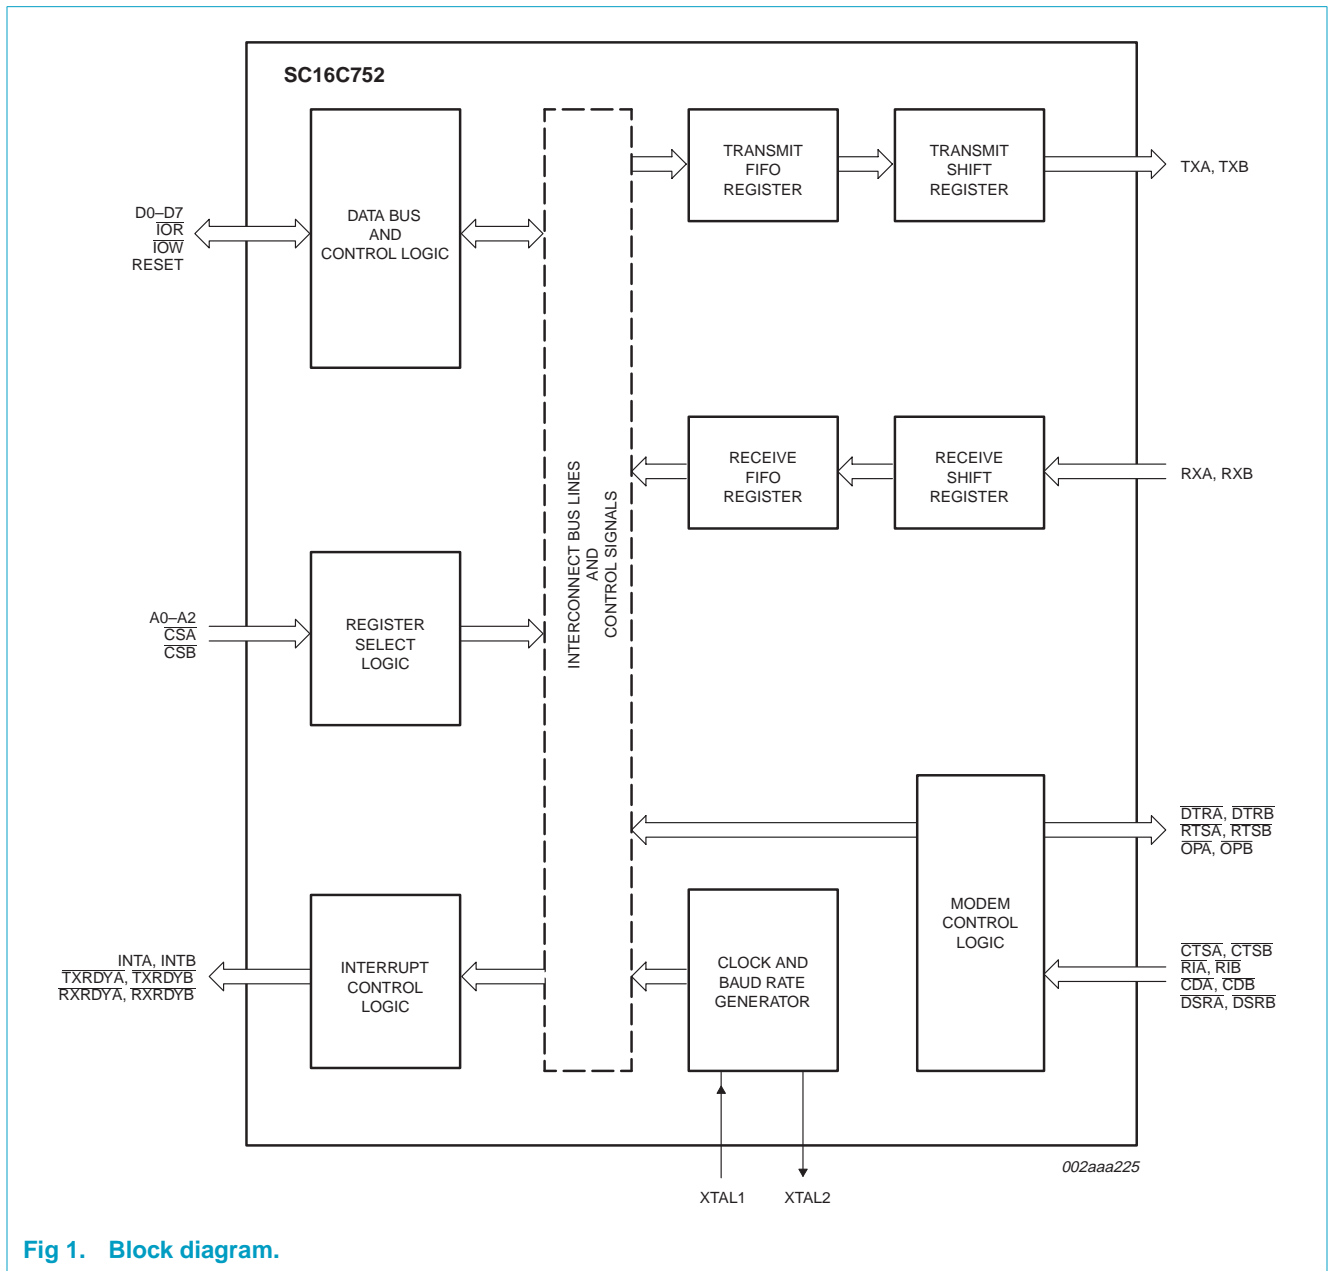 SC16C752
D0–D7
IOR
IOW
RESET
DATA BUS
AND
CONTROL LOGIC
TRANSMIT
FIFO
REGISTER
TRANSMIT
SHIFT
REGISTER
TXA, TXB
INTERCONNECT BUS LINES
AND
CONTROL SIGNALS
RECEIVE
FIFO
REGISTER
RECEIVE
SHIFT
REGISTER
RXA, RXB
A0–A2
CSA
CSB
REGISTER
SELECT
LOGIC
DTRA, DTRB
RTSA, RTSB
OPA, OPB
MODEM
CONTROL
LOGIC
CTSA, CTSB
RIA, RIB
CDA, CDB
DSRA, DSRB
INTA, INTB
TXRDYA, TXRDYB
RXRDYA, RXRDYB
INTERRUPT
CONTROL
LOGIC
CLOCK AND
BAUD RATE
GENERATOR
XTAL1
XTAL2
002aaa225
Fig 1. Block diagram.